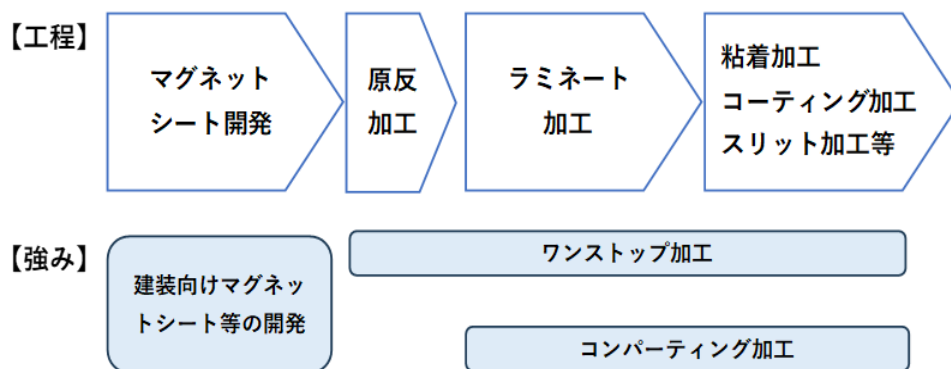 【工程】
マグネット
シート開発
原反
加工
ラミネート
加工
粘着加工
コーティング加工
スリット加工等
【強み】
建装向けマグネッ
トシート等の開発
ワンストップ加工
コンパーティング加工